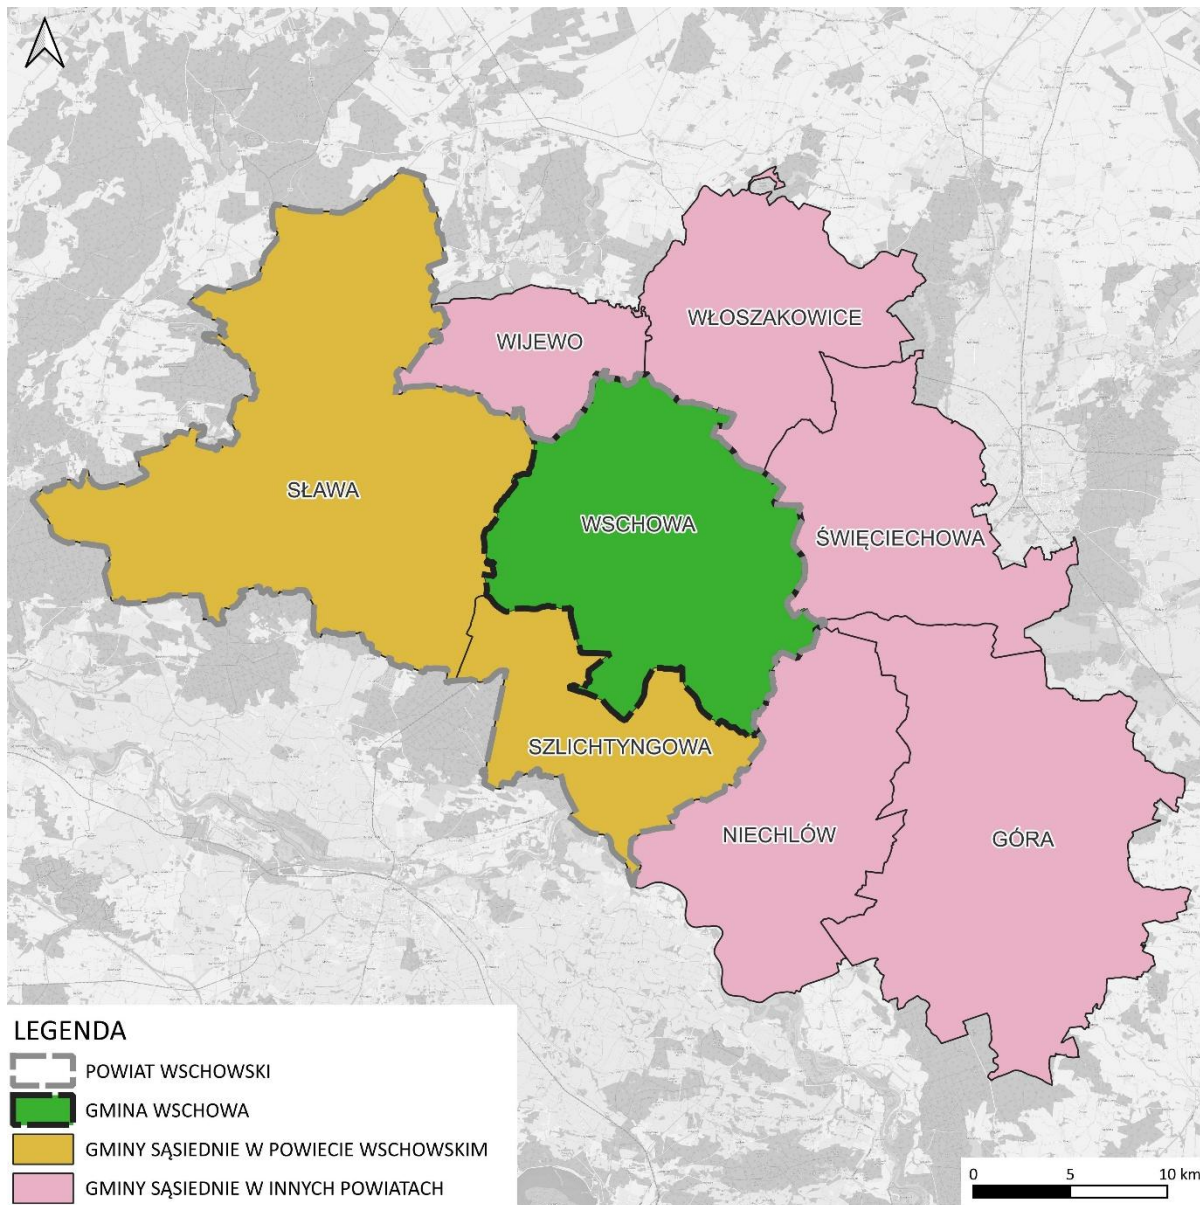 WŁOSZAKOWICE
WIJEWO
SŁAWA
WSCHOWA
ŚWIĘCIECHOWA
SZLICHTYNGOWA
NIECHLÓW
GÓRA
LEGENDA
POWIAT WSCHOWSKI
GMINA WSCHOWA
GMINY SĄSIEDNIE W POWIECIE WSCHOWSKIM
GMINY SĄSIEDNIE W INNYCH POWIATACH
0 5 10 km